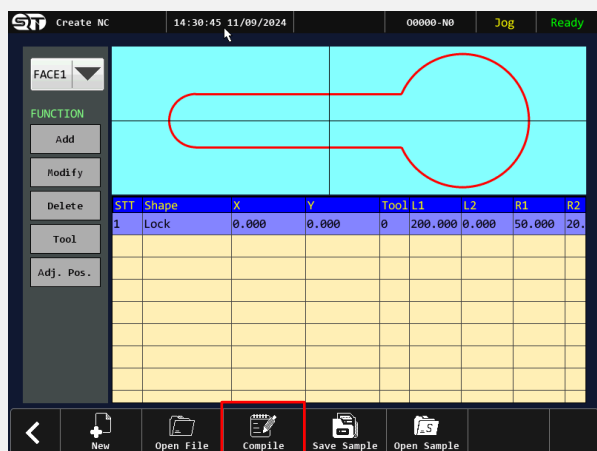 ST Create NC 14:30:45 11/09/2024 O0000-N0 Jog Ready
FACE1
FUNCTION
Add
Modify
Delete
Tool
Adj. Pos.
STT Shape X Y Tool L1 L2 R1 R2
1 Lock 0.000 0.000 0 200.000 0.000 50.000 20.
New Open File Compile Save Sample Open Sample
S